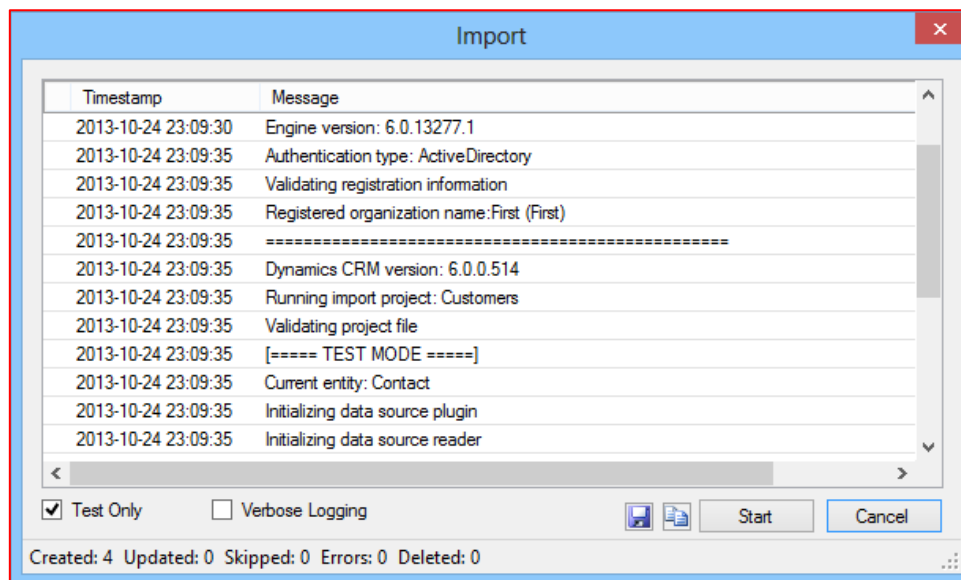 Import
Timestamp Message
2013-10-24 23:09:30 Engine version: 6.0.13277.1
2013-10-24 23:09:35 Authentication type: ActiveDirectory
2013-10-24 23:09:35 Validating registration information
2013-10-24 23:09:35 Registered organization name:First (First)
2013-10-24 23:09:35 =================================================
2013-10-24 23:09:35 Dynamics CRM version: 6.0.0.514
2013-10-24 23:09:35 Running import project: Customers
2013-10-24 23:09:35 Validating project file
2013-10-24 23:09:35 [===== TEST MODE =====]
2013-10-24 23:09:35 Current entity: Contact
2013-10-24 23:09:35 Initializing data source plugin
2013-10-24 23:09:35 Initializing data source reader
Test Only Verbose Logging Start Cancel
Created: 4 Updated: 0 Skipped: 0 Errors: 0 Deleted: 0